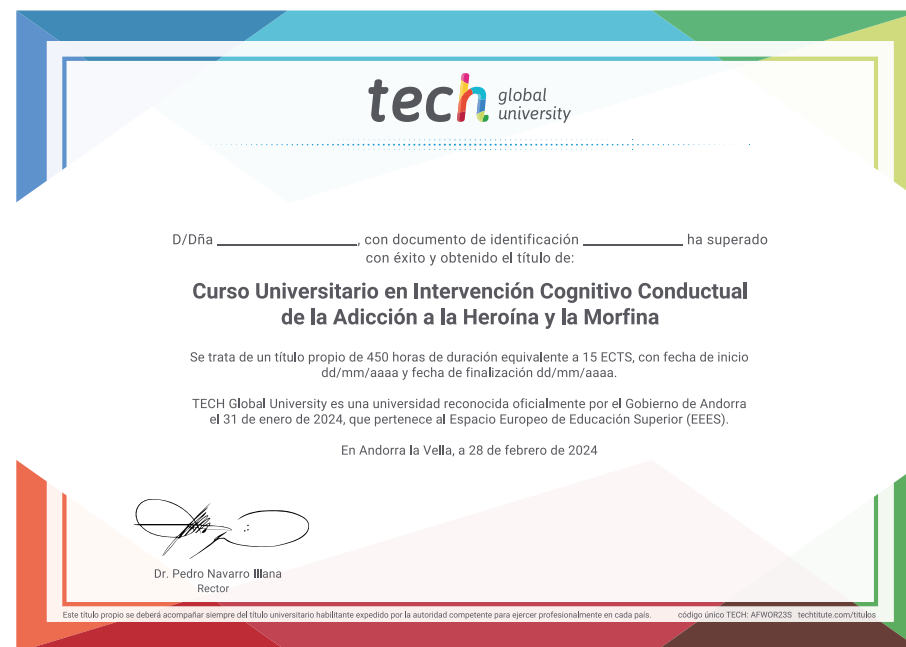 tech global university
D/Dña ____________________, con documento de identificación ______________ ha superado
con éxito y obtenido el título de:
Curso Universitario en Intervención Cognitivo Conductual
de la Adicción a la Heroína y la Morfina
Se trata de un título propio de 450 horas de duración equivalente a 15 ECTS, con fecha de inicio
dd/mm/aaaa y fecha de finalización dd/mm/aaaa.
TECH Global University es una universidad reconocida oficialmente por el Gobierno de Andorra
el 31 de enero de 2024, que pertenece al Espacio Europeo de Educación Superior (EEES).
En Andorra la Vella, a 28 de febrero de 2024
Dr. Pedro Navarro Illana
Rector
Este título propio se deberá acompañar siempre del título universitario habilitante expedido por la autoridad competente para ejercer profesionalmente en cada país. código único TECH: AFWOR23S techtitute.com/titulos